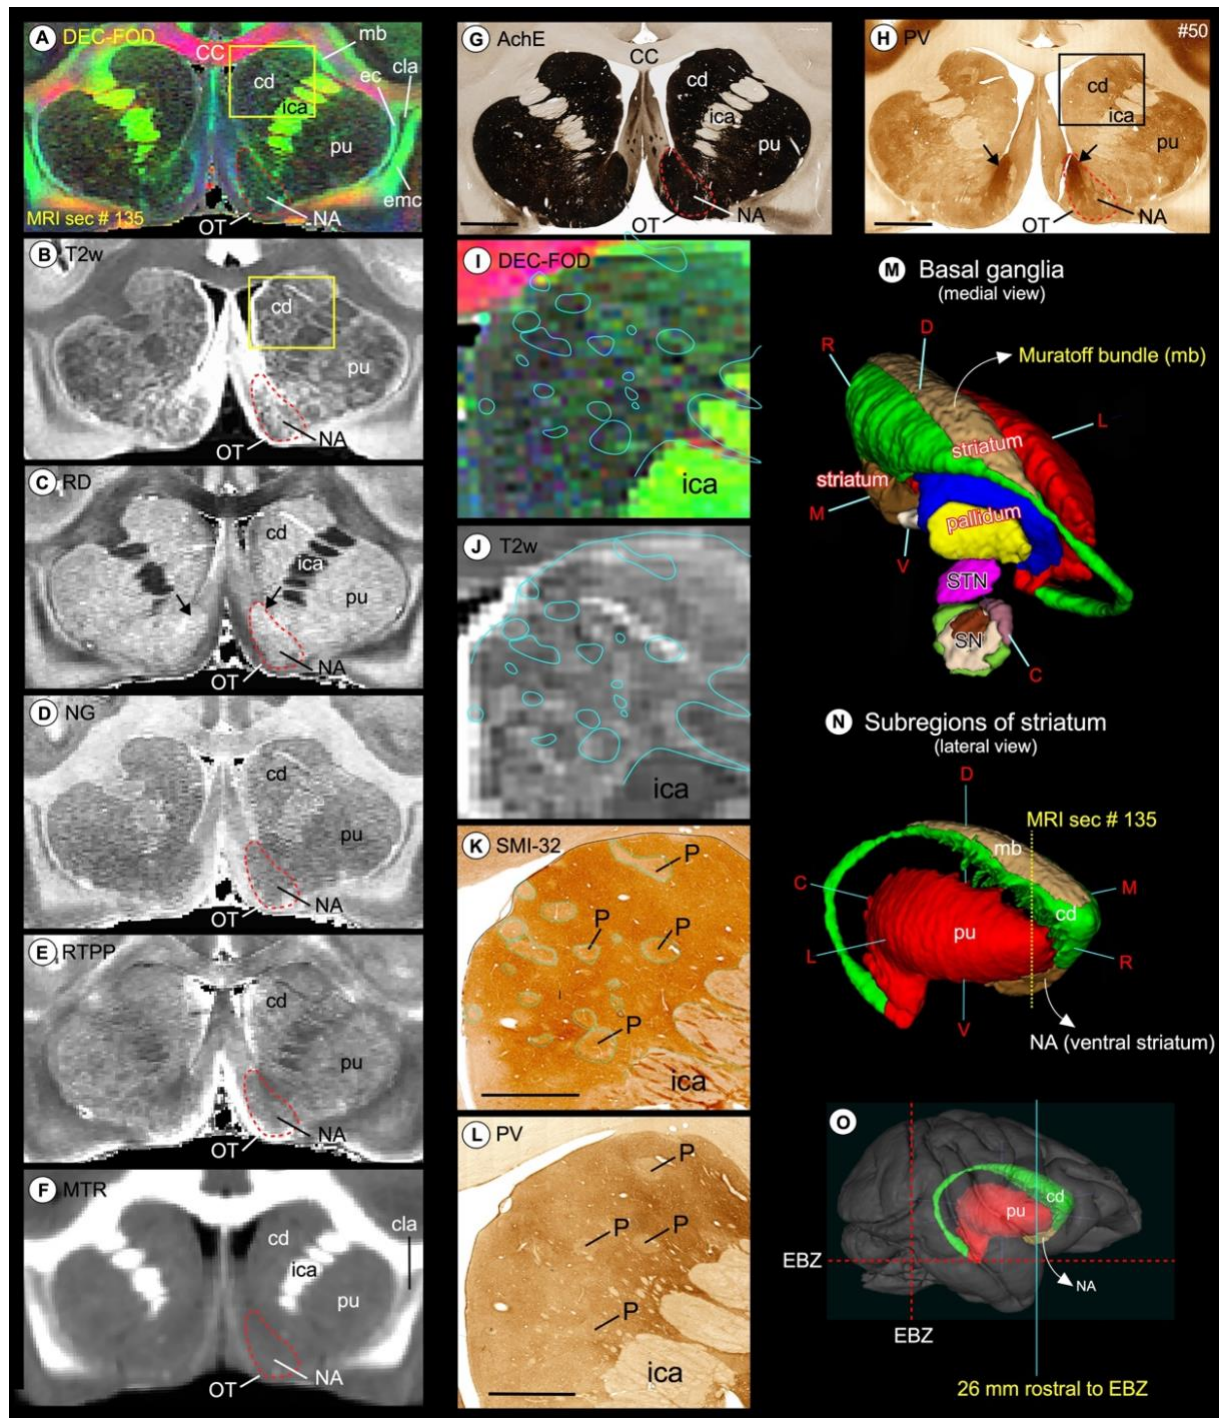 A DEC-FOD
mb
CC
cla
ec
cd
ica
pu
emc
MRI sec # 135
OT
NA
B T2w
cd
pu
NA
OT
C RD
cd
ica
pu
NA
OT
D NG
cd
pu
NA
OT
E RTPP
cd
pu
NA
OT
F MTR
cla
cd
ica
pu
NA
OT
G AchE
CC
cd
ica
pu
NA
OT
H PV
#50
cd
ica
pu
NA
OT
I DEC-FOD
ica
J T2w
ica
K SMI-32
P
P
P
P
ica
L PV
P
P
P
P
ica
M Basal ganglia
(medial view)
D
R
Muratoff bundle (mb)
L
striatum
striatum
M
pallidum
V
STN
SN
C
N Subregions of striatum
(lateral view)
D
MRI sec # 135
mb
C
M
cd
pu
L
R
V
NA (ventral striatum)
O
cd
pu
EBZ
NA
EBZ
26 mm rostral to EBZ